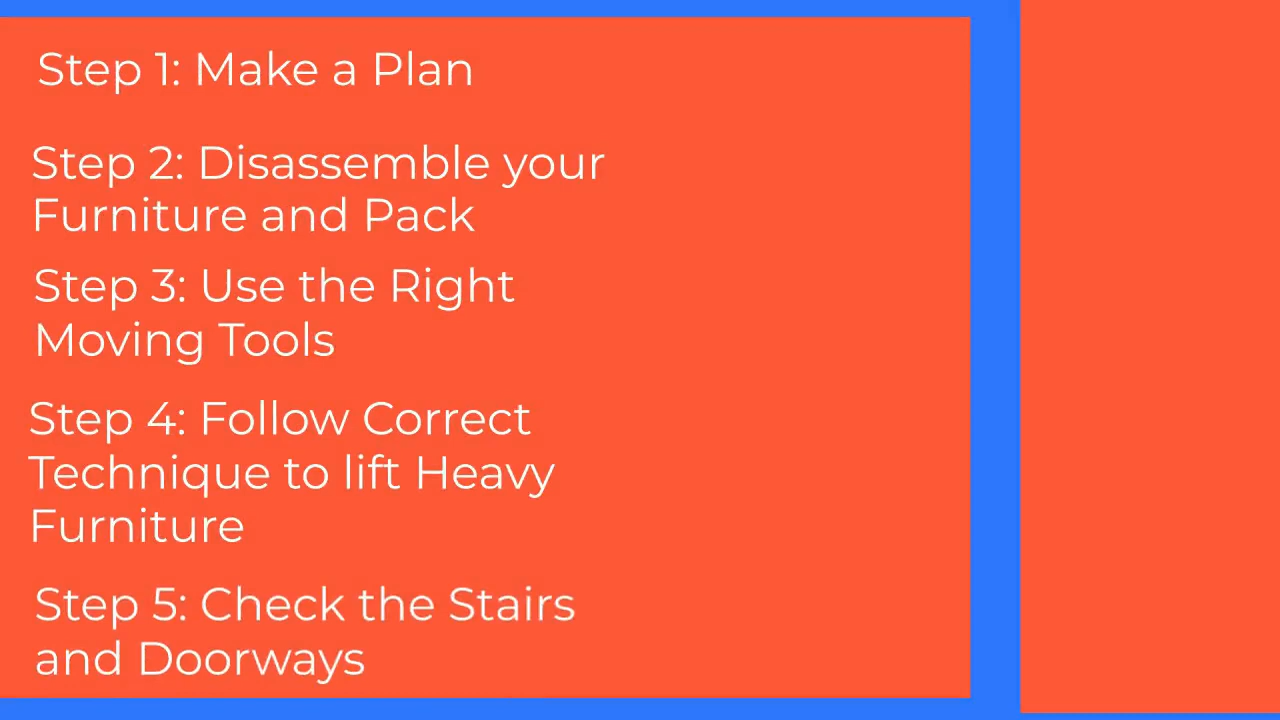 Step 1: Make a Plan
Step 2: Disassemble your
Furniture and Pack
Step 3: Use the Right
Moving Tools
Step 4: Follow Correct
Technique to lift Heavy
Furniture
Step 5: Check the Stairs
and Doorways